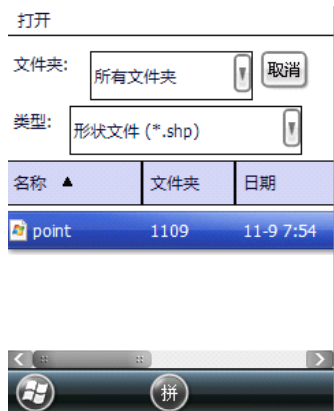 打开
文件夹: 所有文件夹 取消
类型: 形状文件 (*.shp)
名称 ▲ 文件夹 日期
point 1109 11-9 7:54
拼